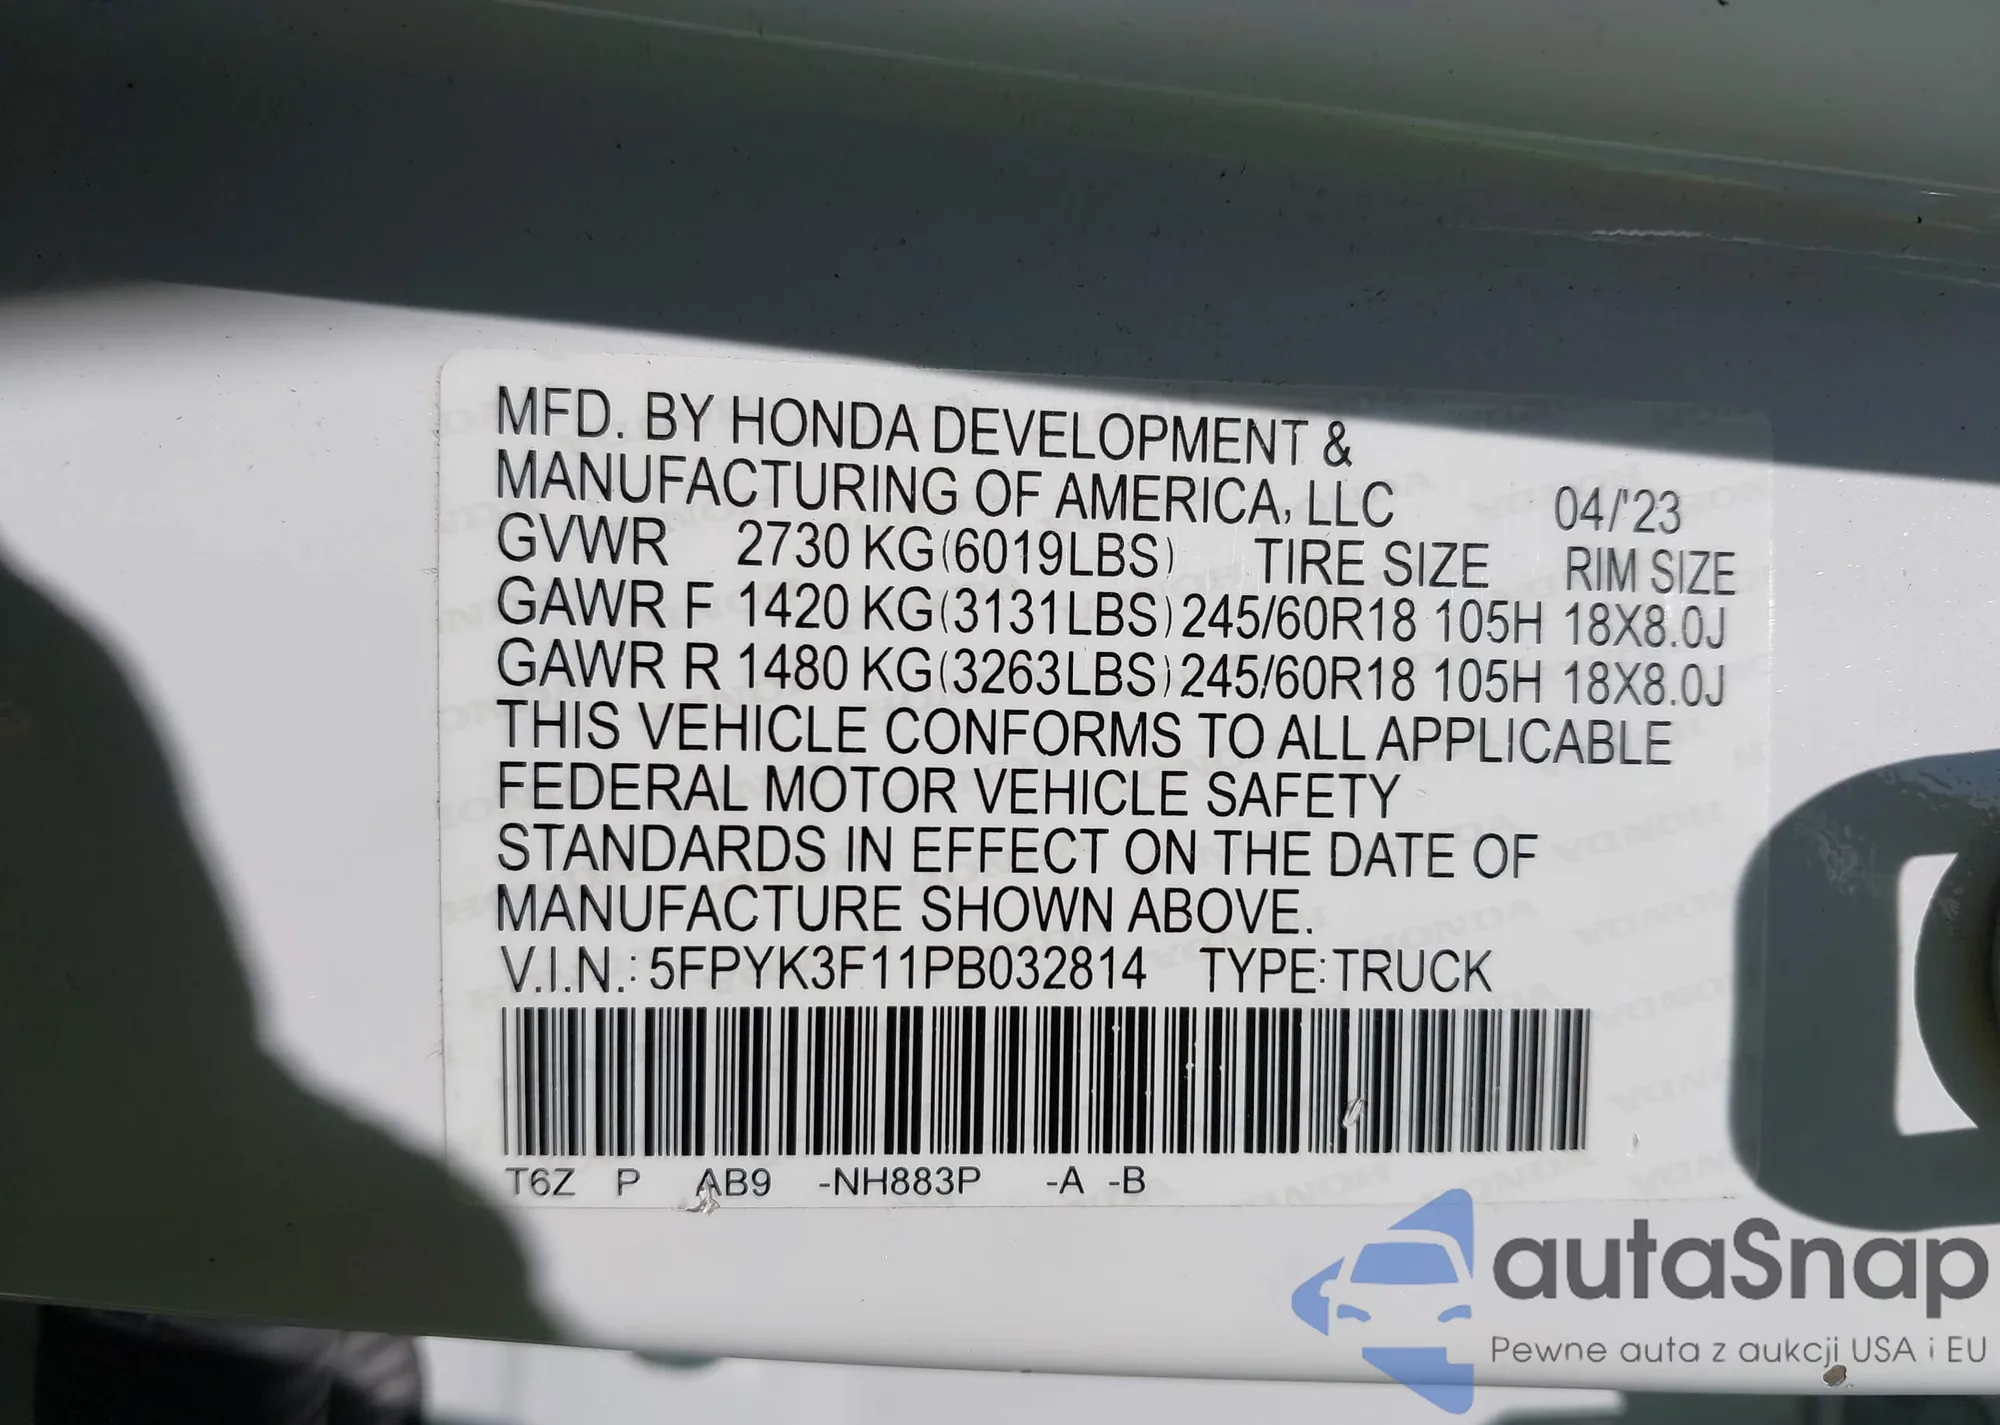 MFD. BY HONDA DEVELOPMENT &
MANUFACTURING OF AMERICA, LLC 04/'23
GVWR 2730 KG(6019LBS) TIRE SIZE RIM SIZE
GAWR F 1420 KG(3131LBS) 245/60R18 105H 18X8.0J
GAWR R 1480 KG(3263LBS) 245/60R18 105H 18X8.0J
THIS VEHICLE CONFORMS TO ALL APPLICABLE
FEDERAL MOTOR VEHICLE SAFETY
STANDARDS IN EFFECT ON THE DATE OF
MANUFACTURE SHOWN ABOVE.
V.I.N.: 5FPYK3F11PB032814 TYPE:TRUCK
T6Z P AB9 -NH883P -A -B
autaSnap
Pewne auta z aukcji USA i EU